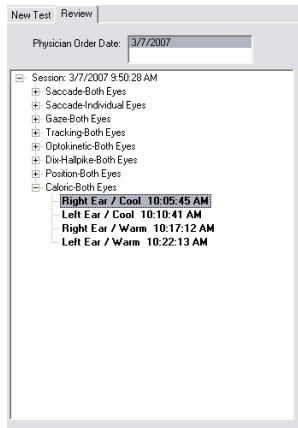 New Test Review
Physician Order Date: 3/7/2007
Session: 3/7/2007 9:50:28 AM
Saccade-Both Eyes
Saccade-Individual Eyes
Gaze-Both Eyes
Tracking-Both Eyes
Optokinetic-Both Eyes
Dix-Hallpike-Both Eyes
Position-Both Eyes
Caloric-Both Eyes
Right Ear / Cool 10:05:45 AM
Left Ear / Cool 10:10:41 AM
Right Ear / Warm 10:17:12 AM
Left Ear / Warm 10:22:13 AM